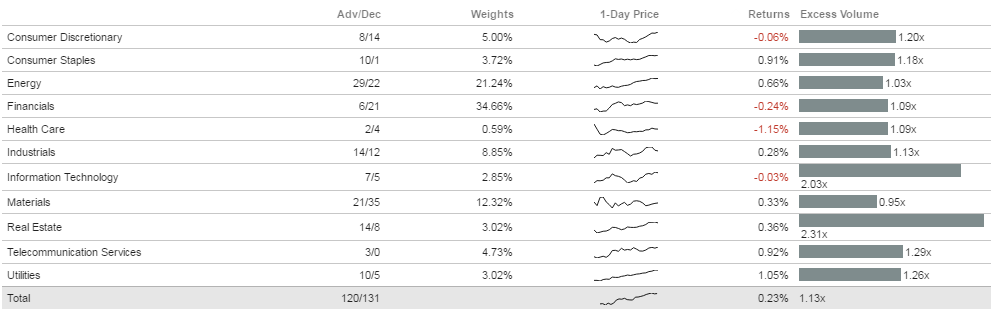 Adv/Dec Weights 1-Day Price Returns Excess Volume
Consumer Discretionary 8/14 5.00% -0.06% 1.20x
Consumer Staples 10/1 3.72% 0.91% 1.18x
Energy 29/22 21.24% 0.66% 1.03x
Financials 6/21 34.66% -0.24% 1.09x
Health Care 2/4 0.59% -1.15% 1.09x
Industrials 14/12 8.85% 0.28% 1.13x
Information Technology 7/5 2.85% -0.03% 2.03x
Materials 21/35 12.32% 0.33% 0.95x
Real Estate 14/8 3.02% 0.36% 2.31x
Telecommunication Services 3/0 4.73% 0.92% 1.29x
Utilities 10/5 3.02% 1.05% 1.26x
Total 120/131 0.23% 1.13x